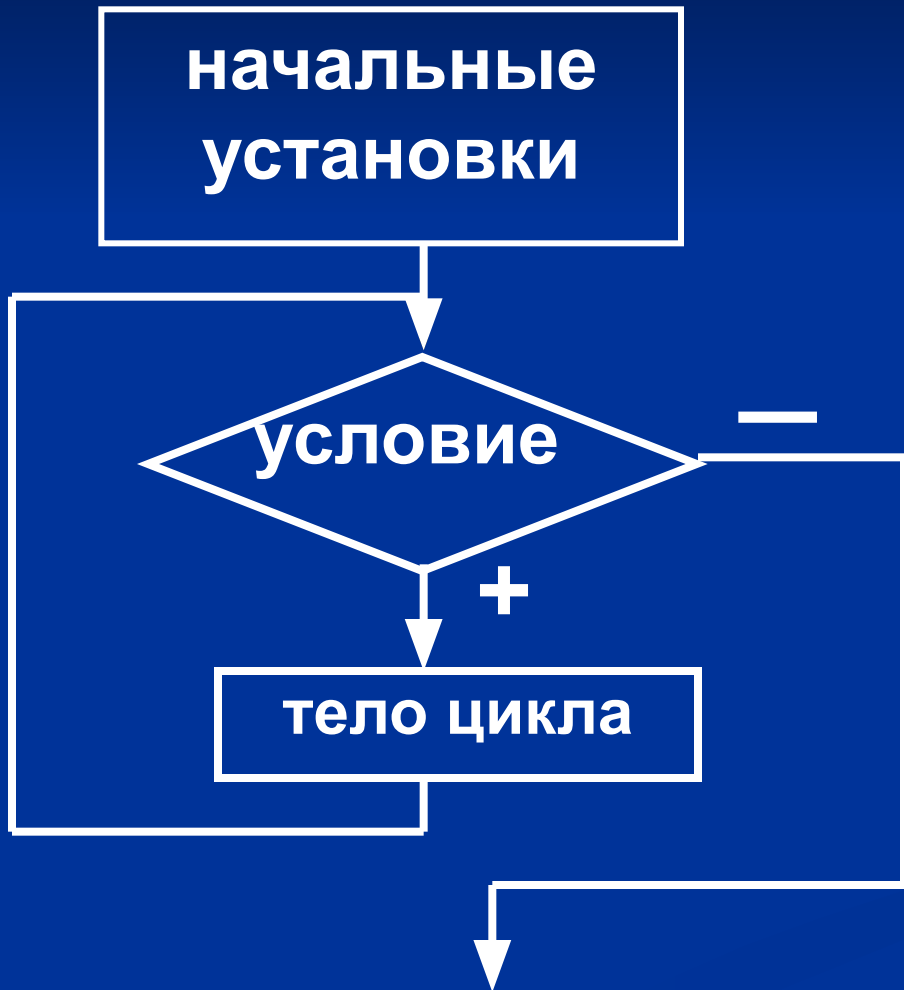 начальные
установки
условие
—
+
тело цикла